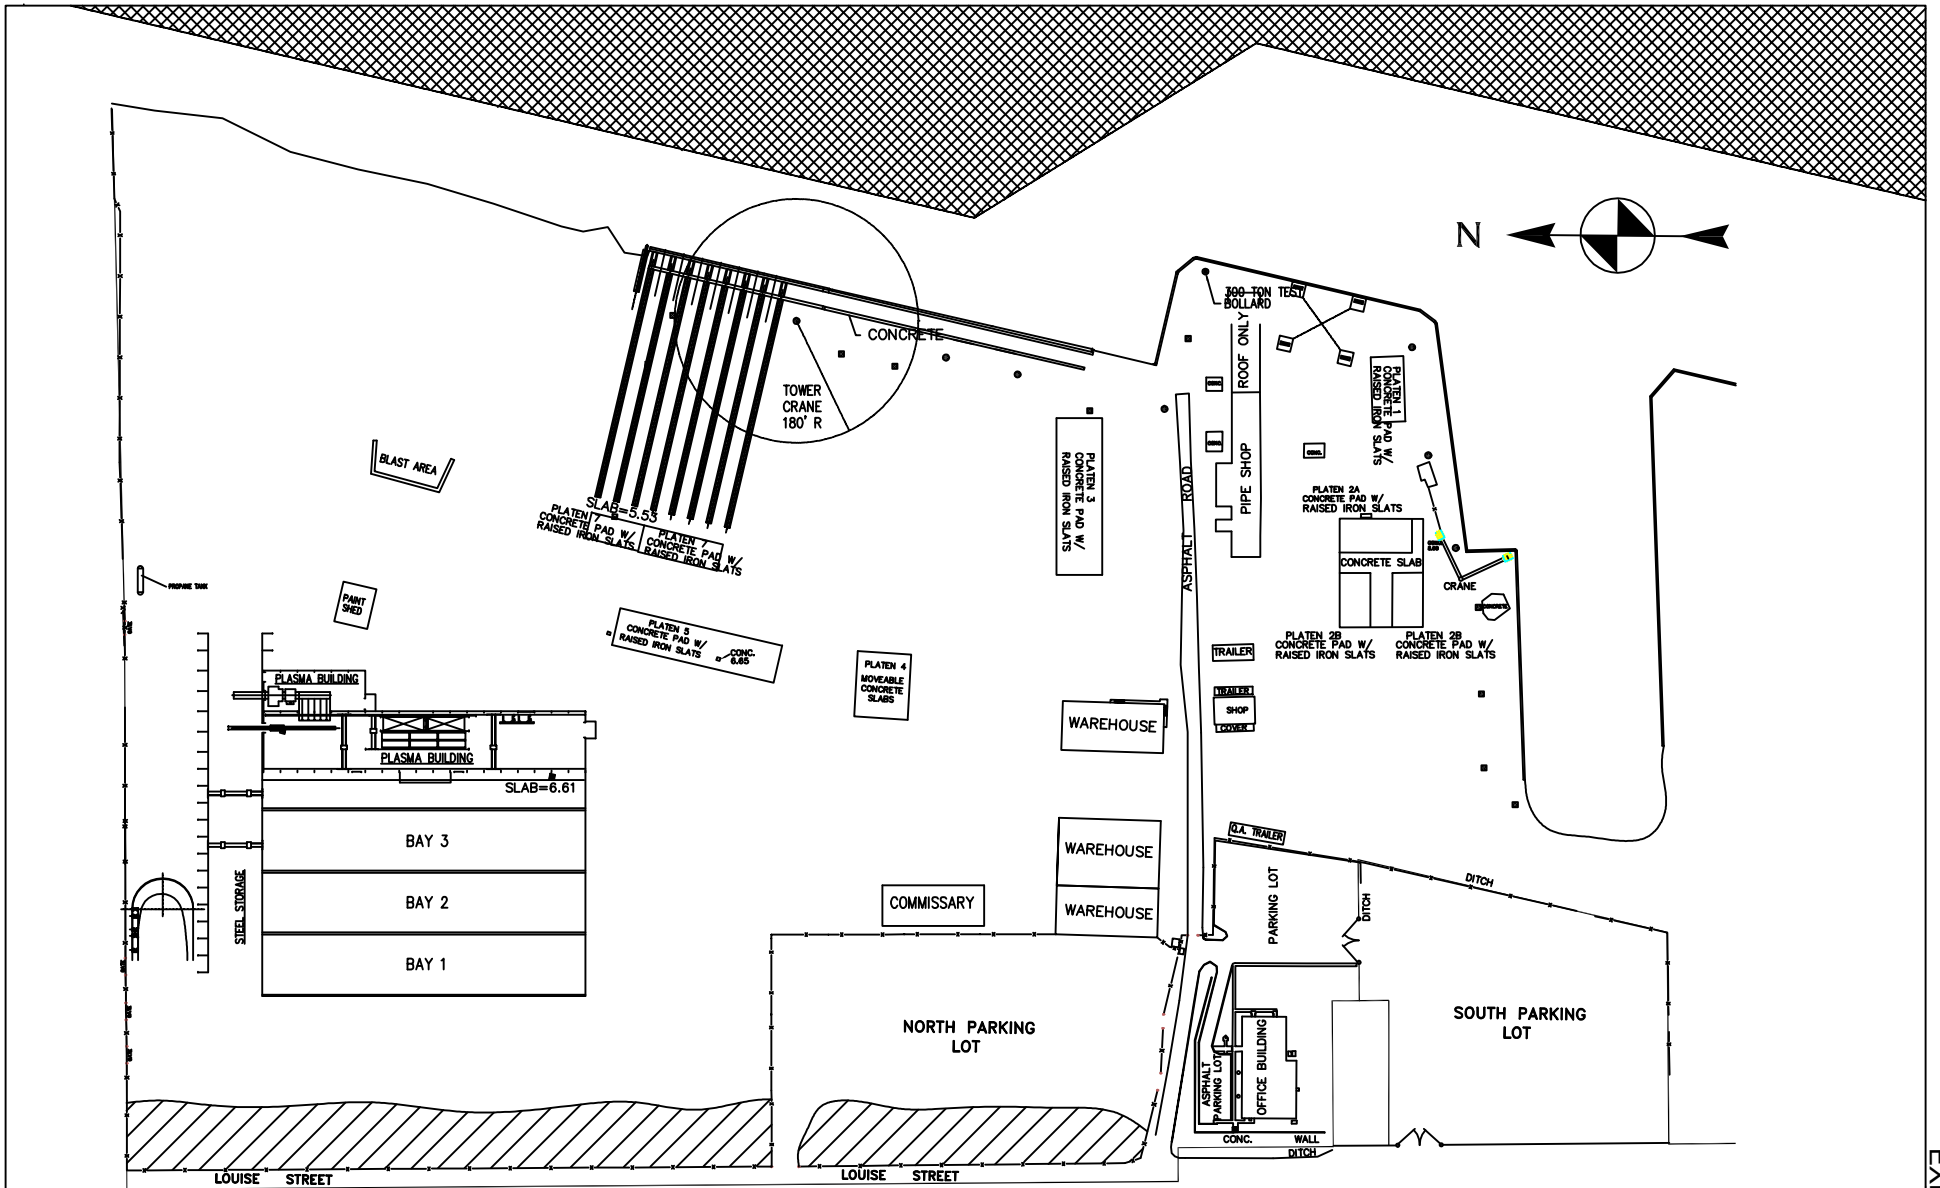 N
300 TON TEST
BOLLARD
CONCRETE
ROOF ONLY
TOWER
CRANE
180' R
PLATEN 1
CONCRETE PAD W/
RAISED IRON SLATS
BLAST AREA
PIPE SHOP
PLATEN 3
CONCRETE PAD W/
RAISED IRON SLATS
ASPHALT ROAD
CONC.
PLATEN 2A
CONCRETE PAD W/
RAISED IRON SLATS
SLAB=5.53
PLATEN 7
CONCRETE PAD W/
RAISED IRON SLATS
PLATEN 7
CONCRETE PAD W/
RAISED IRON SLATS
CONCRETE SLAB
CRANE
PROPANE TANK
PAINT
SHED
CONCRETE
PLATEN 5
CONCRETE PAD W/
RAISED IRON SLATS
CONC.
6.65
TRAILER
PLATEN 2B
CONCRETE PAD W/
RAISED IRON SLATS
PLATEN 2B
CONCRETE PAD W/
RAISED IRON SLATS
PLATEN 4
MOVEABLE
CONCRETE
SLABS
PLASMA BUILDING
TRAILER
SHOP
COVER
WAREHOUSE
PLASMA BUILDING
SLAB=6.61
BAY 3
WAREHOUSE
Q.A. TRAILER
DITCH
STEEL STORAGE
BAY 2
COMMISSARY
WAREHOUSE
PARKING LOT
DITCH
BAY 1
NORTH PARKING
LOT
SOUTH PARKING
LOT
ASPHALT
PARKING LOT
OFFICE BUILDING
CONC. WALL
DITCH
LOUISE STREET
LOUISE STREET